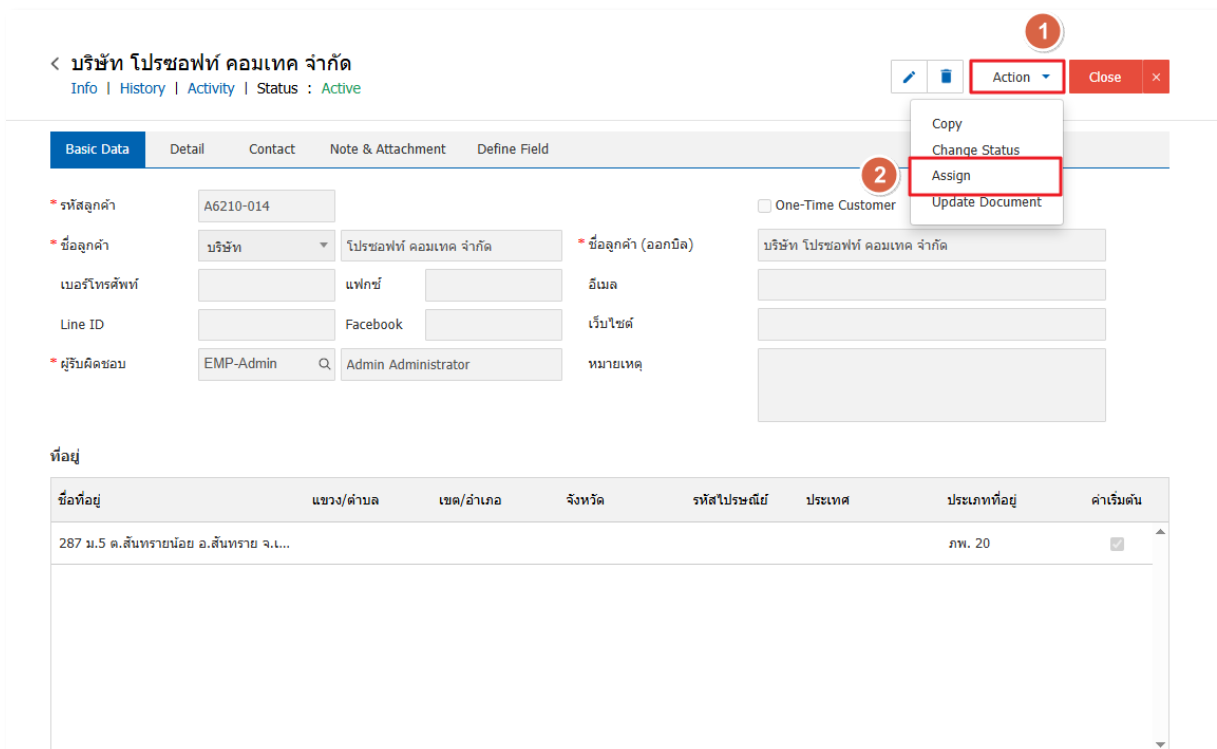 1
< บริษัท โปรซอฟท์ คอมเทค จำกัด
Info | History | Activity | Status : Active
Action Close ×
Copy
Change Status
2 Assign
Update Document
Basic Data Detail Contact Note & Attachment Define Field
* รหัสลูกค้า A6210-014 One-Time Customer
* ชื่อลูกค้า บริษัท โปรซอฟท์ คอมเทค จำกัด * ชื่อลูกค้า (ออกบิล) บริษัท โปรซอฟท์ คอมเทค จำกัด
เบอร์โทรศัพท์ แฟกซ์ อีเมล
Line ID Facebook เว็บไซต์
* ผู้รับผิดชอบ EMP-Admin Admin Administrator หมายเหตุ
ที่อยู่
ชื่อที่อยู่ แขวง/ตำบล เขต/อำเภอ จังหวัด รหัสไปรษณีย์ ประเทศ ประเภทที่อยู่ ค่าเริ่มต้น
287 ม.5 ต.สันทรายน้อย อ.สันทราย จ.เ... ภพ. 20